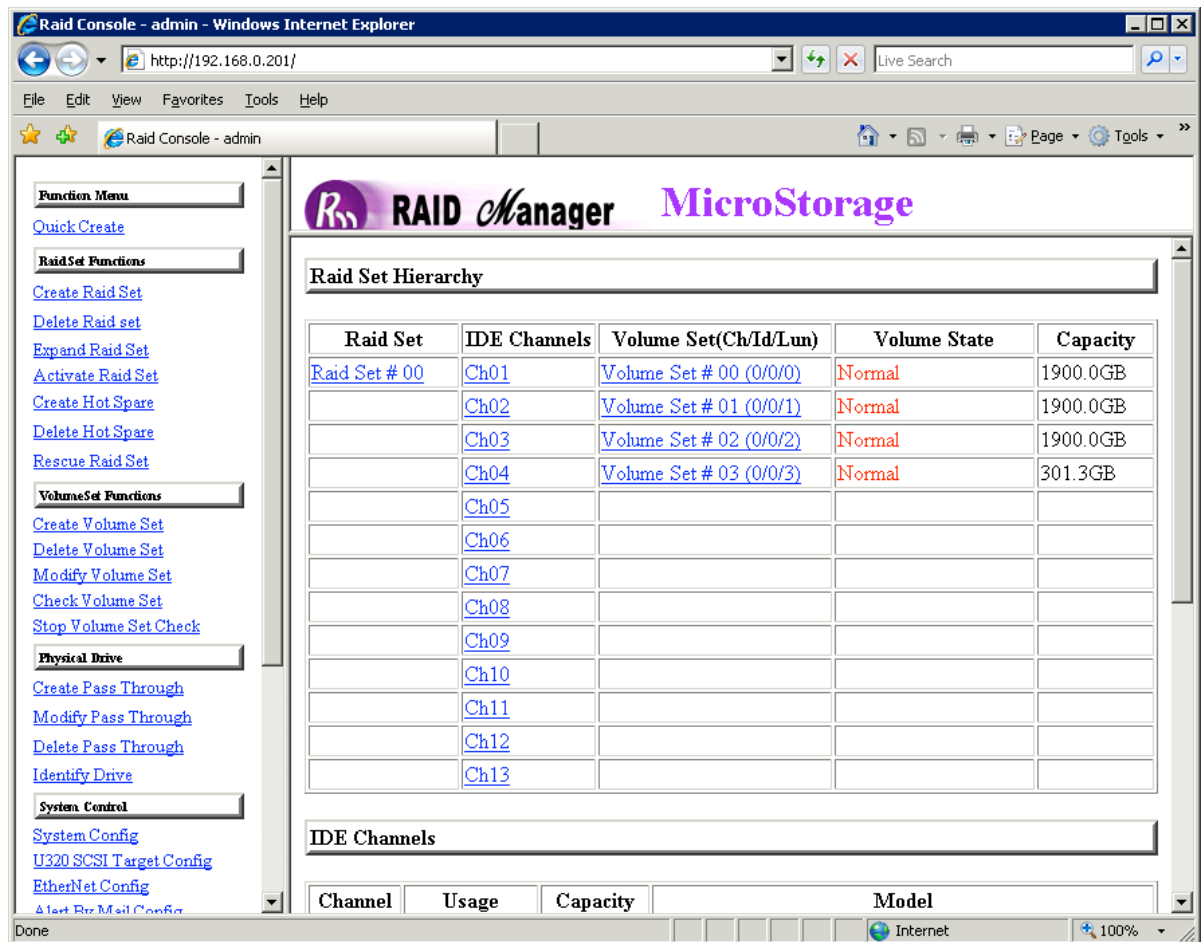 Raid Console - admin - Windows Internet Explorer
http://192.168.0.201/
Live Search
File Edit View Favorites Tools Help
Raid Console - admin
Page Tools »
Function Menu
Quick Create
RaidSet Functions
Create Raid Set
Delete Raid set
Expand Raid Set
Activate Raid Set
Create Hot Spare
Delete Hot Spare
Rescue Raid Set
VolumeSet Functions
Create Volume Set
Delete Volume Set
Modify Volume Set
Check Volume Set
Stop Volume Set Check
Physical Drive
Create Pass Through
Modify Pass Through
Delete Pass Through
Identify Drive
System Control
System Config
U320 SCSI Target Config
EtherNet Config
Alert By Mail Config
RAID Manager MicroStorage
Raid Set Hierarchy
Raid Set IDE Channels Volume Set(Ch/Id/Lun) Volume State Capacity
Raid Set # 00 Ch01 Volume Set # 00 (0/0/0) Normal 1900.0GB
Ch02 Volume Set # 01 (0/0/1) Normal 1900.0GB
Ch03 Volume Set # 02 (0/0/2) Normal 1900.0GB
Ch04 Volume Set # 03 (0/0/3) Normal 301.3GB
Ch05
Ch06
Ch07
Ch08
Ch09
Ch10
Ch11
Ch12
Ch13
IDE Channels
Channel Usage Capacity Model
Done Internet 100%